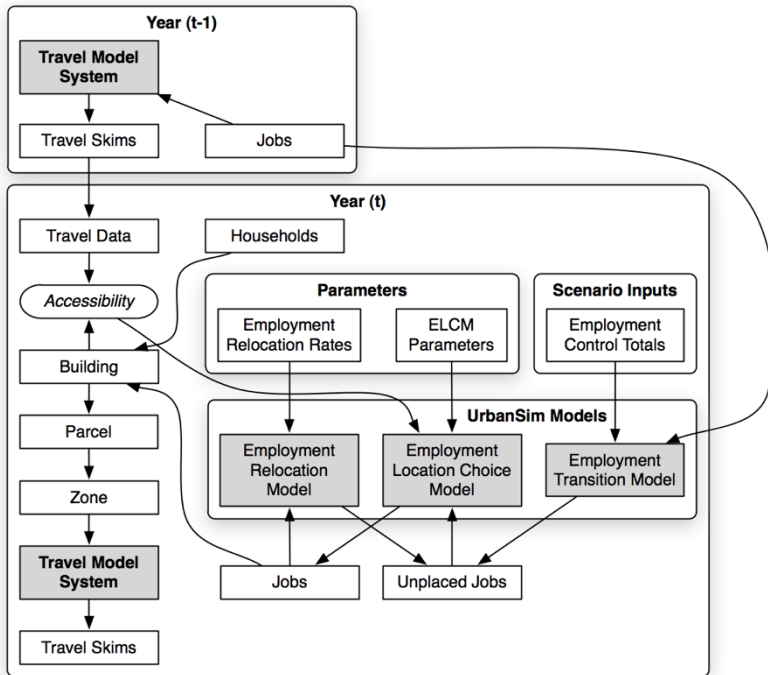 Year (t-1)
Travel Model
System
Travel Skims
Jobs
Year (t)
Travel Data
Households
Accessibility
Parameters
Scenario Inputs
Employment
Relocation Rates
ELCM
Parameters
Employment
Control Totals
Building
UrbanSim Models
Parcel
Employment
Relocation
Model
Employment
Location Choice
Model
Employment
Transition Model
Zone
Travel Model
System
Jobs
Unplaced Jobs
Travel Skims